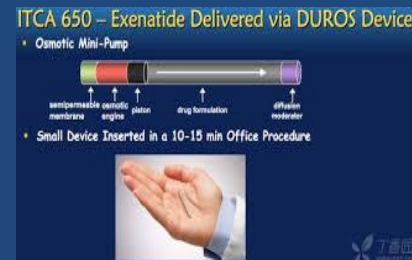 ITCA 650 – Exenatide Delivered via DUROS Device
Osmotic Mini-Pump
semipermeable membrane
osmotic engine
piston
drug formulation
diffusion moderator
Small Device Inserted in a 10-15 min Office Procedure
丁香园